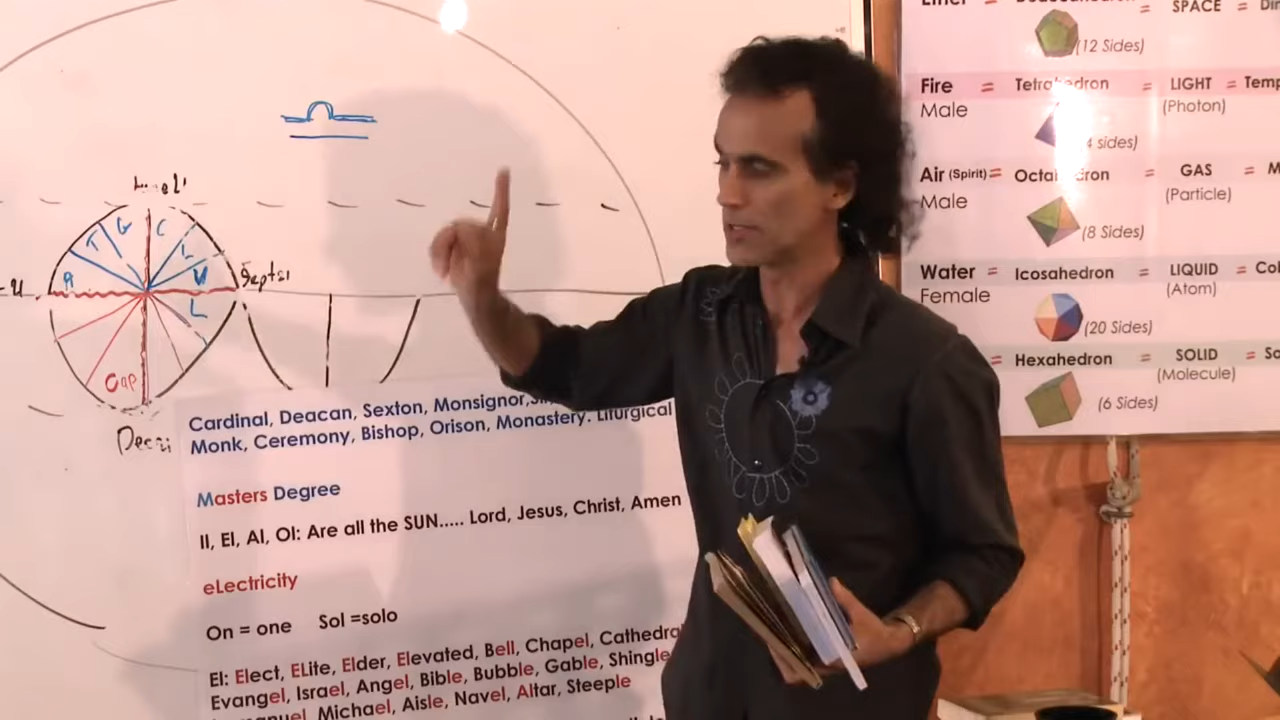 Septar
A T G C L V
L
Cap
Cardinal, Deacan, Sexton, Monsignor,
Monk, Ceremony, Bishop, Orison, Monastery. Liturgical
Masters Degree
Il, El, Al, Ol: Are all the SUN..... Lord, Jesus, Christ, Amen
eLectricity
On = one Sol =solo
El: Elect, ELite, Elder, Elevated, Bell, Chapel, Cathedral
Evangel, Israel, Angel, Bible, Bubble, Gable, Shingle
Michael, Aisle, Navel, Altar, Steeple
= SPACE =
(12 Sides)
Fire = Tetrahedron = LIGHT =
Male (Photon)
4 sides)
Air (Spirit) = = GAS =
Male (Particle)
(8 Sides)
Water = Icosahedron = LIQUID =
Female (Atom)
(20 Sides)
= Hexahedron = SOLID =
(Molecule)
(6 Sides)